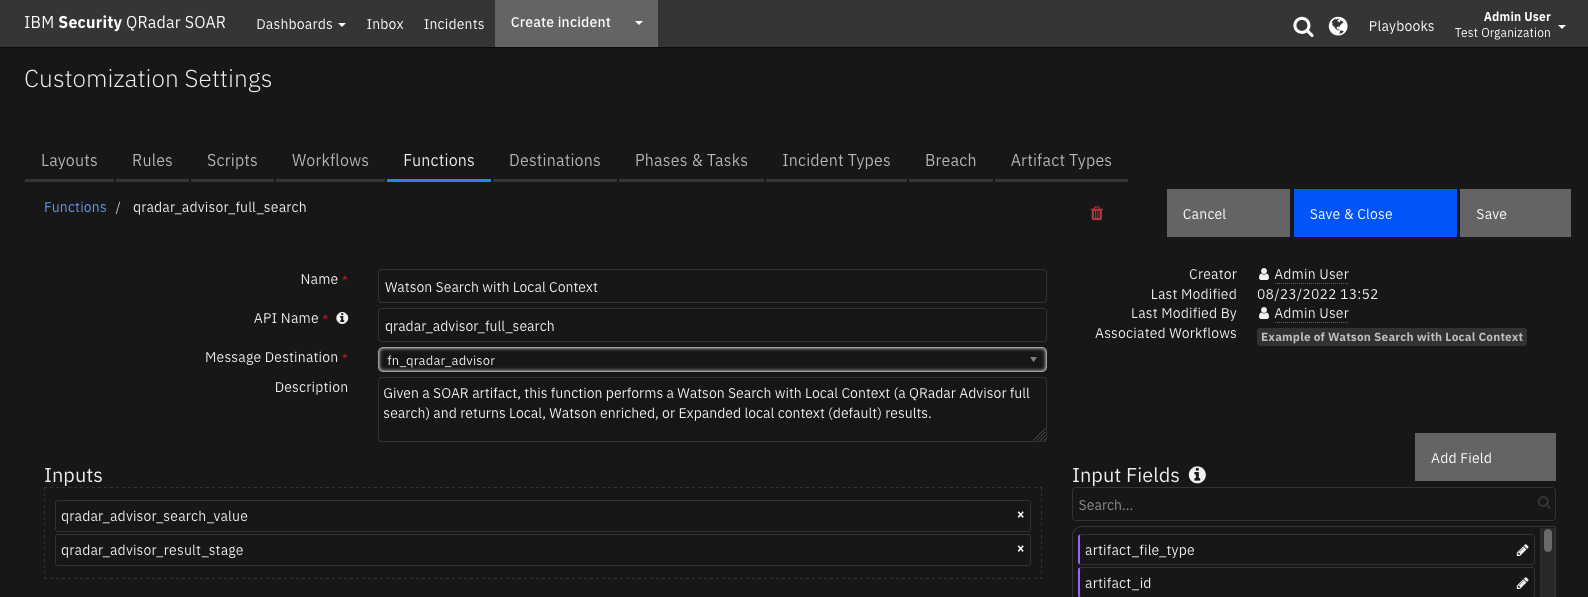 IBM Security QRadar SOAR Dashboards Inbox Incidents Create incident Playbooks Admin User
Test Organization
Customization Settings
Layouts Rules Scripts Workflows Functions Destinations Phases & Tasks Incident Types Breach Artifact Types
Functions / qradar_advisor_full_search
Cancel Save & Close Save
Name * Watson Search with Local Context
API Name * qradar_advisor_full_search
Message Destination * fn_qradar_advisor
Description Given a SOAR artifact, this function performs a Watson Search with Local Context (a QRadar Advisor full
search) and returns Local, Watson enriched, or Expanded local context (default) results.
Creator Admin User
Last Modified 08/23/2022 13:52
Last Modified By Admin User
Associated Workflows Example of Watson Search with Local Context
Inputs
qradar_advisor_search_value ×
qradar_advisor_result_stage ×
Add Field
Input Fields
Search...
artifact_file_type
artifact_id